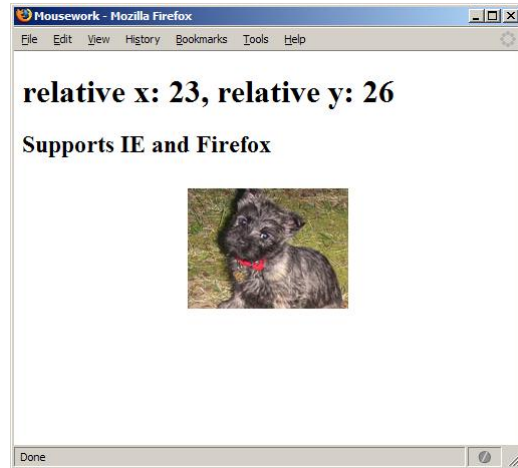 Mousework - Mozilla Firefox
File Edit View History Bookmarks Tools Help
relative x: 23, relative y: 26
Supports IE and Firefox
Done